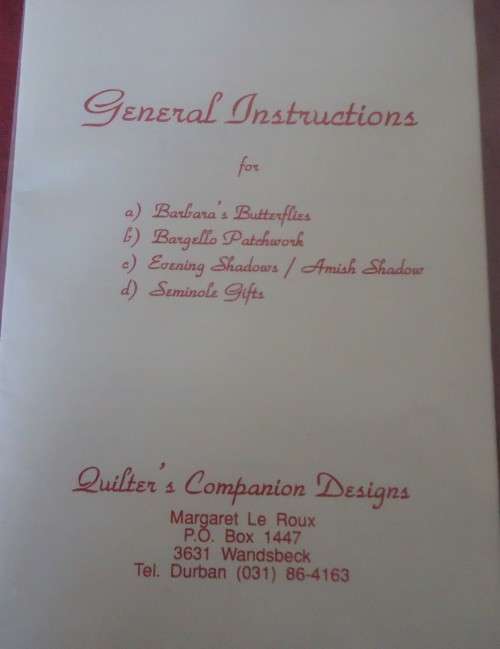 General Instructions
for
a) Barbara's Butterflies
b) Bargello Patchwork
c) Evening Shadows / Amish Shadow
d) Seminole Gifts
Quilter's Companion Designs
Margaret Le Roux
P.O. Box 1447
3631 Wandsbeck
Tel. Durban (031) 86-4163